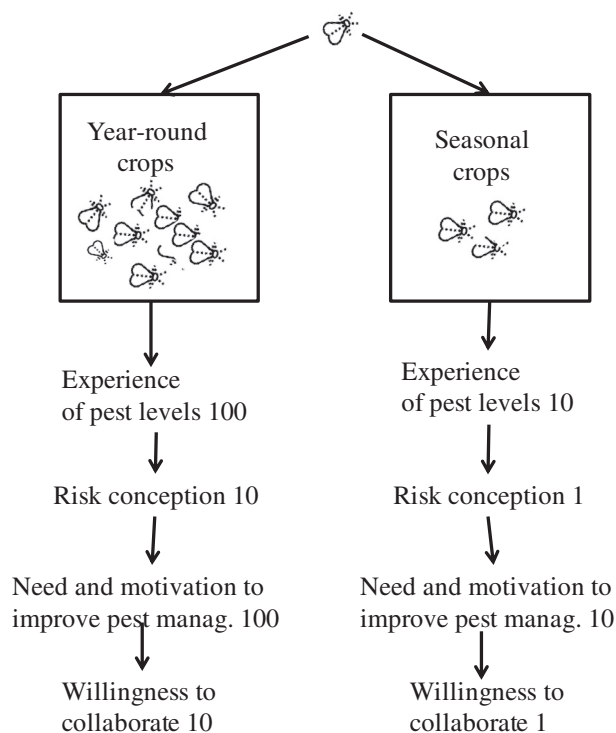 Year-round
crops
Seasonal
crops
Experience
of pest levels 100
Experience
of pest levels 10
Risk conception 10
Risk conception 1
Need and motivation to
improve pest manag. 100
Need and motivation to
improve pest manag. 10
Willingness to
collaborate 10
Willingness to
collaborate 1